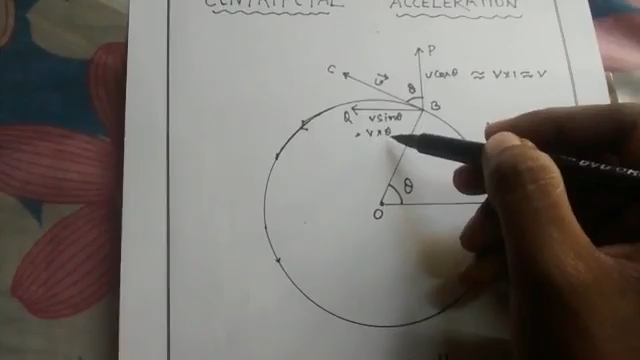 CENTRIPETAL ACCELERATION
P
C
v⃗
θ
v cosθ ≈ v×1 ≈ v
B
Q
v sinθ
= v×θ
θ
O